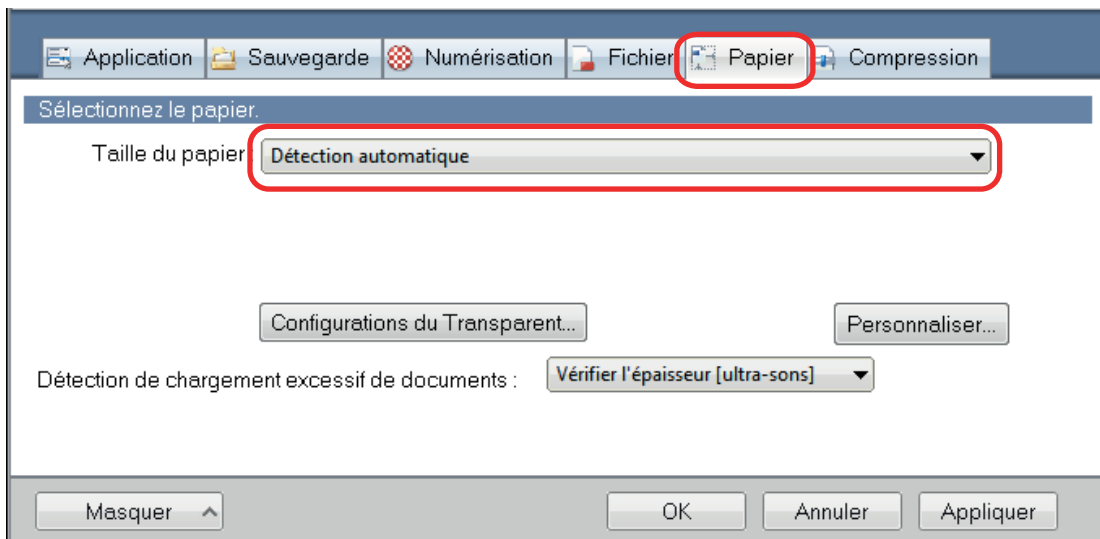 Application Sauvegarde Numérisation Fichier Papier Compression
Sélectionnez le papier.
Taille du papier : Détection automatique
Configurations du Transparent... Personnaliser...
Détection de chargement excessif de documents : Vérifier l'épaisseur [ultra-sons]
Masquer OK Annuler Appliquer